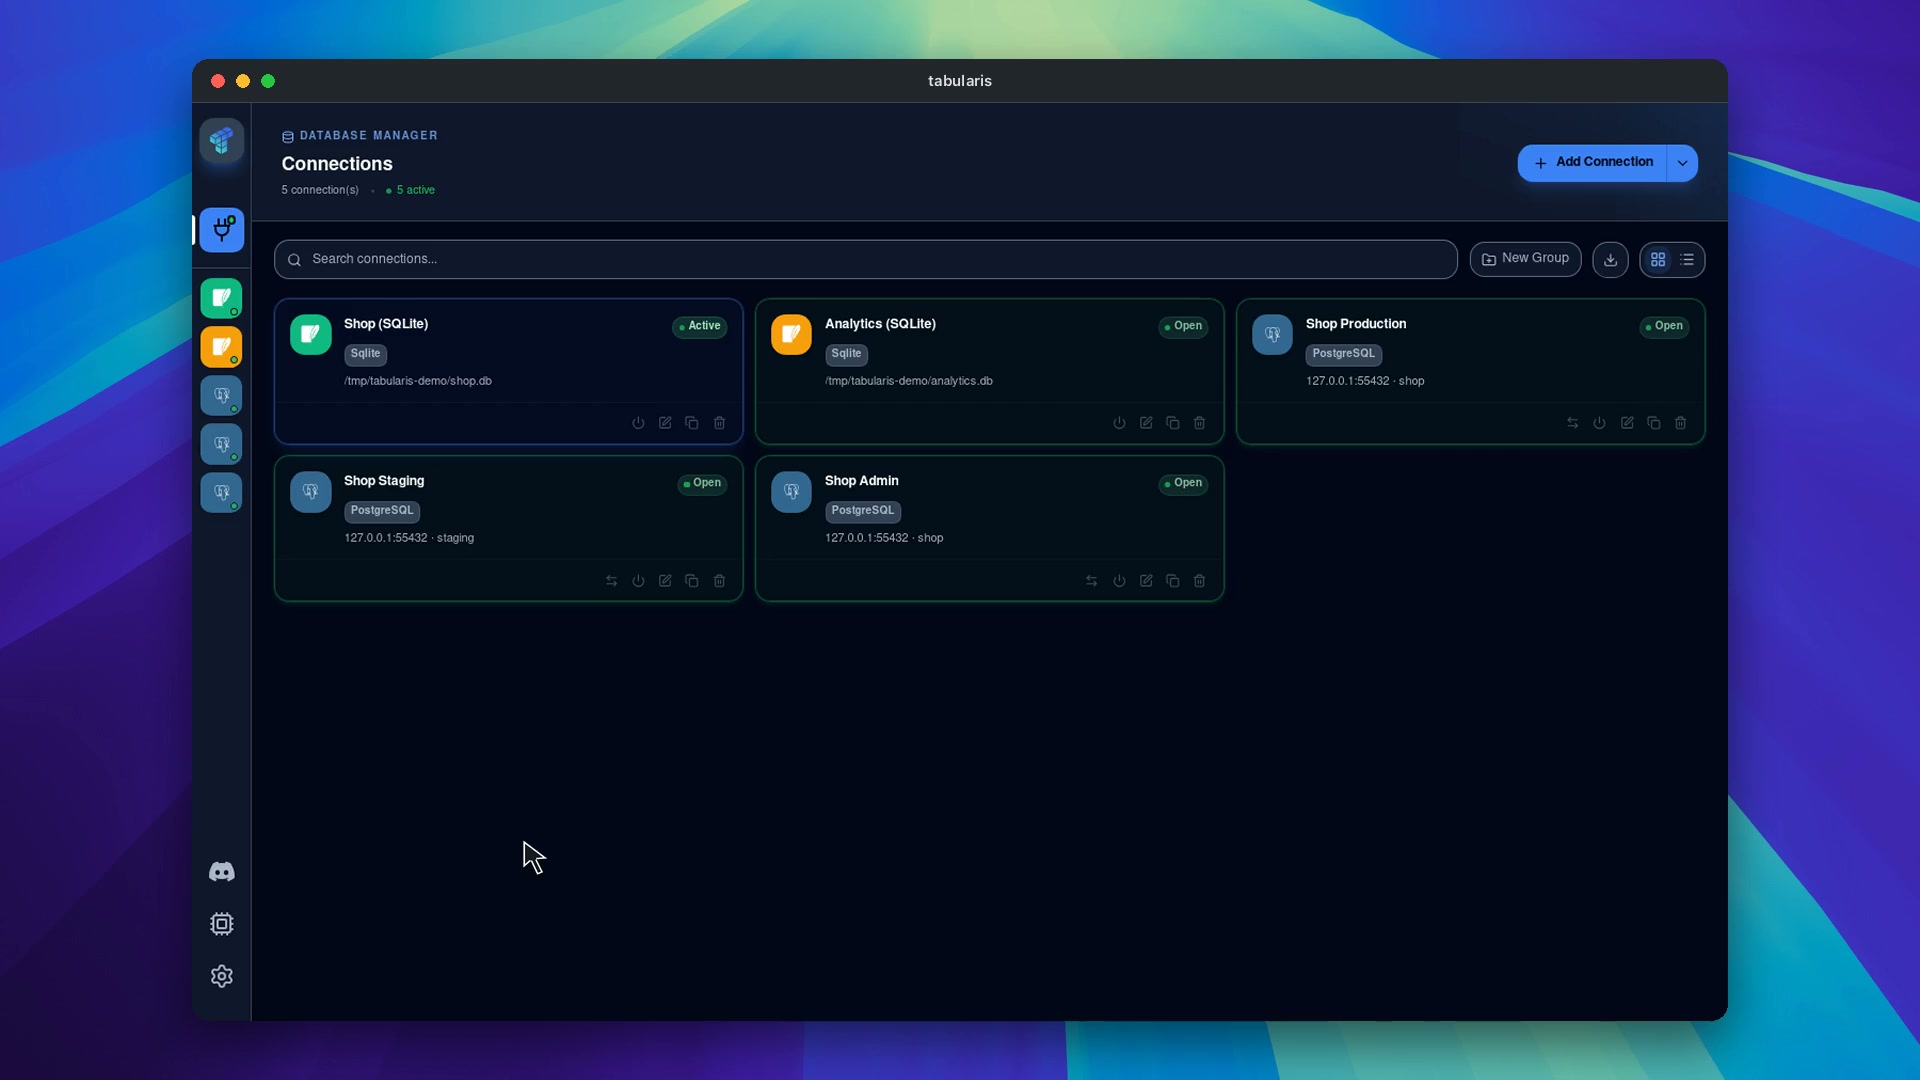 tabularis
DATABASE MANAGER
Connections
5 connection(s) • 5 active
Add Connection
Search connections...
New Group
Shop (SQLite)
Active
Sqlite
/tmp/tabularis-demo/shop.db
Analytics (SQLite)
Open
Sqlite
/tmp/tabularis-demo/analytics.db
Shop Production
Open
PostgreSQL
127.0.0.1:55432 · shop
Shop Staging
Open
PostgreSQL
127.0.0.1:55432 · staging
Shop Admin
Open
PostgreSQL
127.0.0.1:55432 · shop